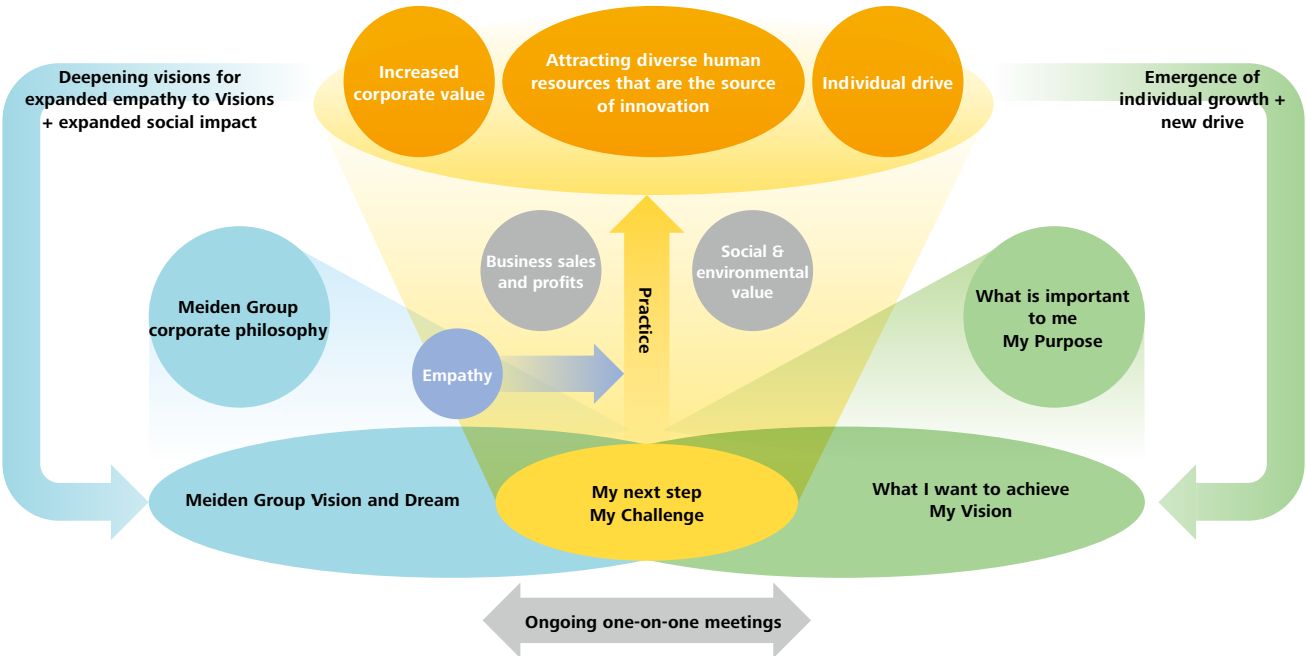 Deepening visions for
expanded empathy to Visions
+ expanded social impact
Increased
corporate value
Attracting diverse human
resources that are the source
of innovation
Individual drive
Emergence of
individual growth +
new drive
Business sales
and profits
Social &
environmental
value
Practice
Meiden Group
corporate philosophy
Empathy
What is important
to me
My Purpose
Meiden Group Vision and Dream
My next step
My Challenge
What I want to achieve
My Vision
Ongoing one-on-one meetings